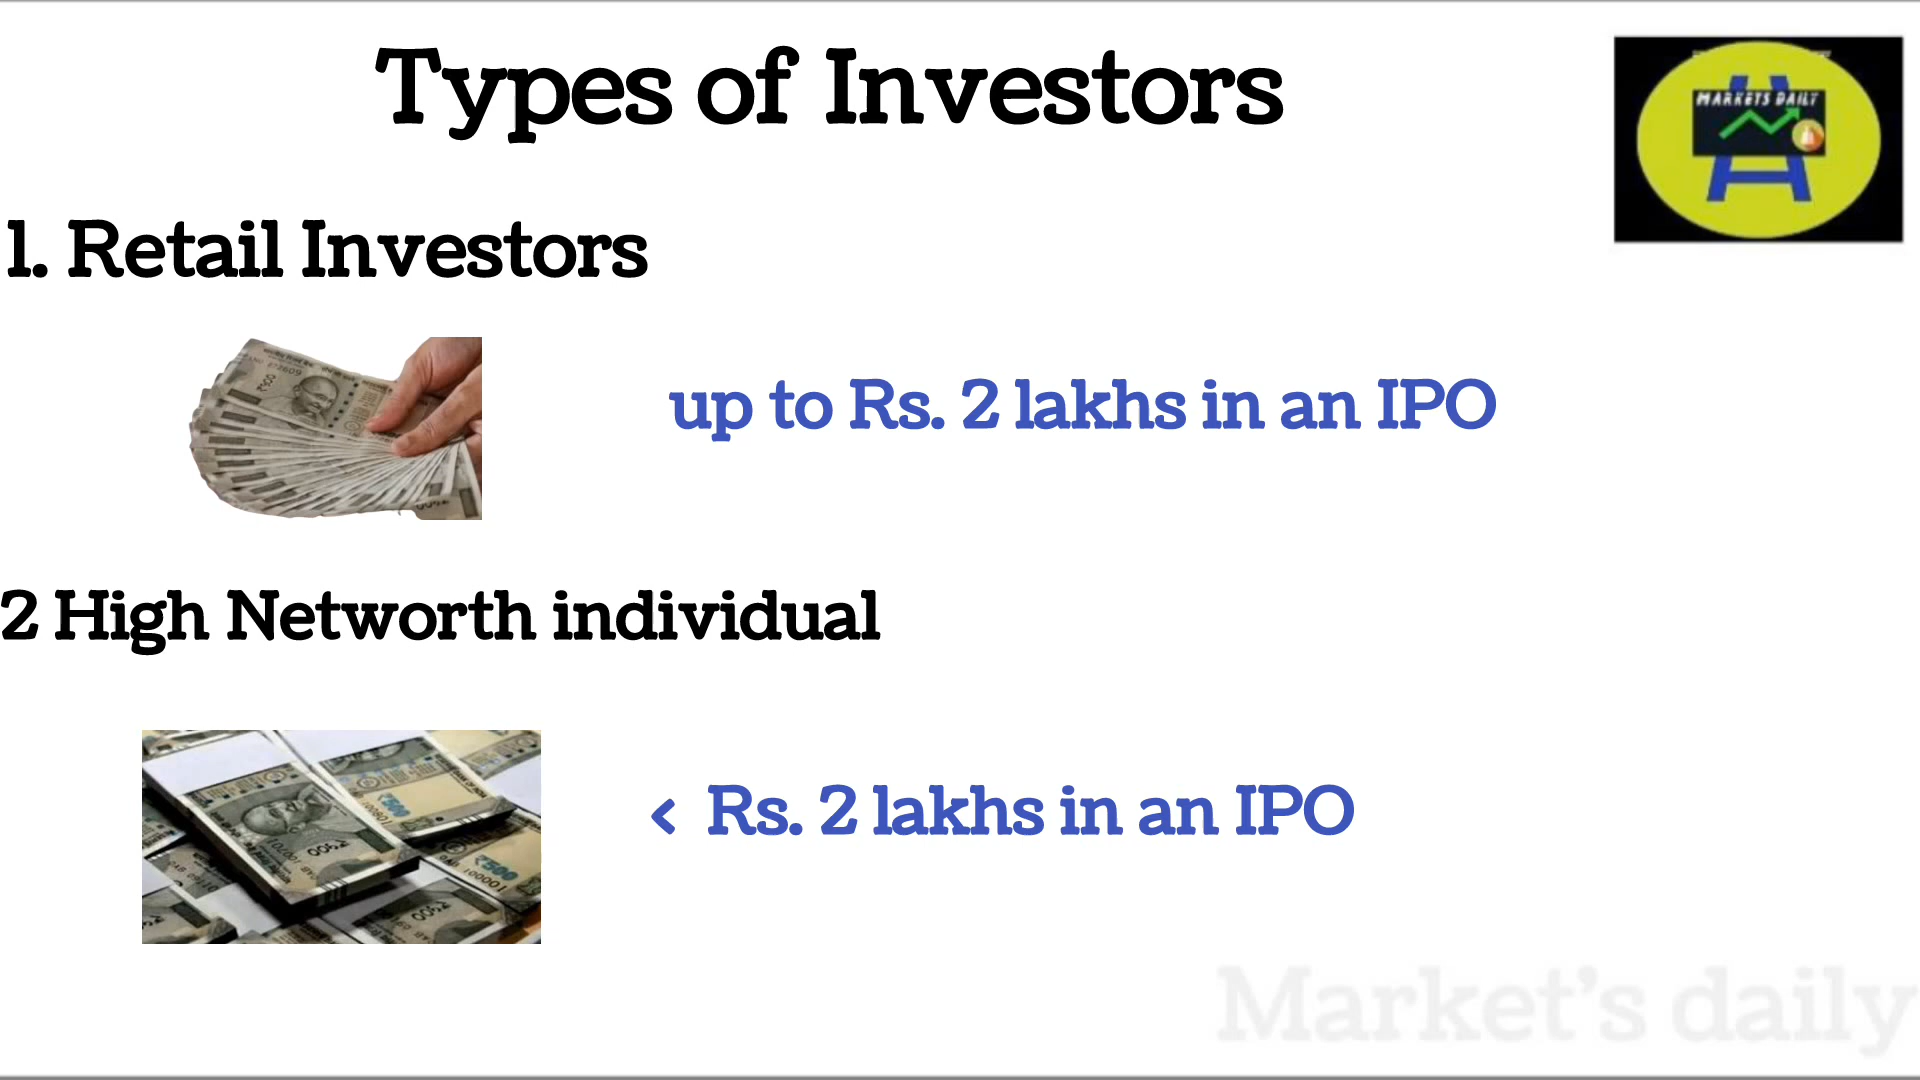 Types of Investors
MARKETS DAILY
1. Retail Investors
up to Rs. 2 lakhs in an IPO
2 High Networth individual
< Rs. 2 lakhs in an IPO
Market's daily